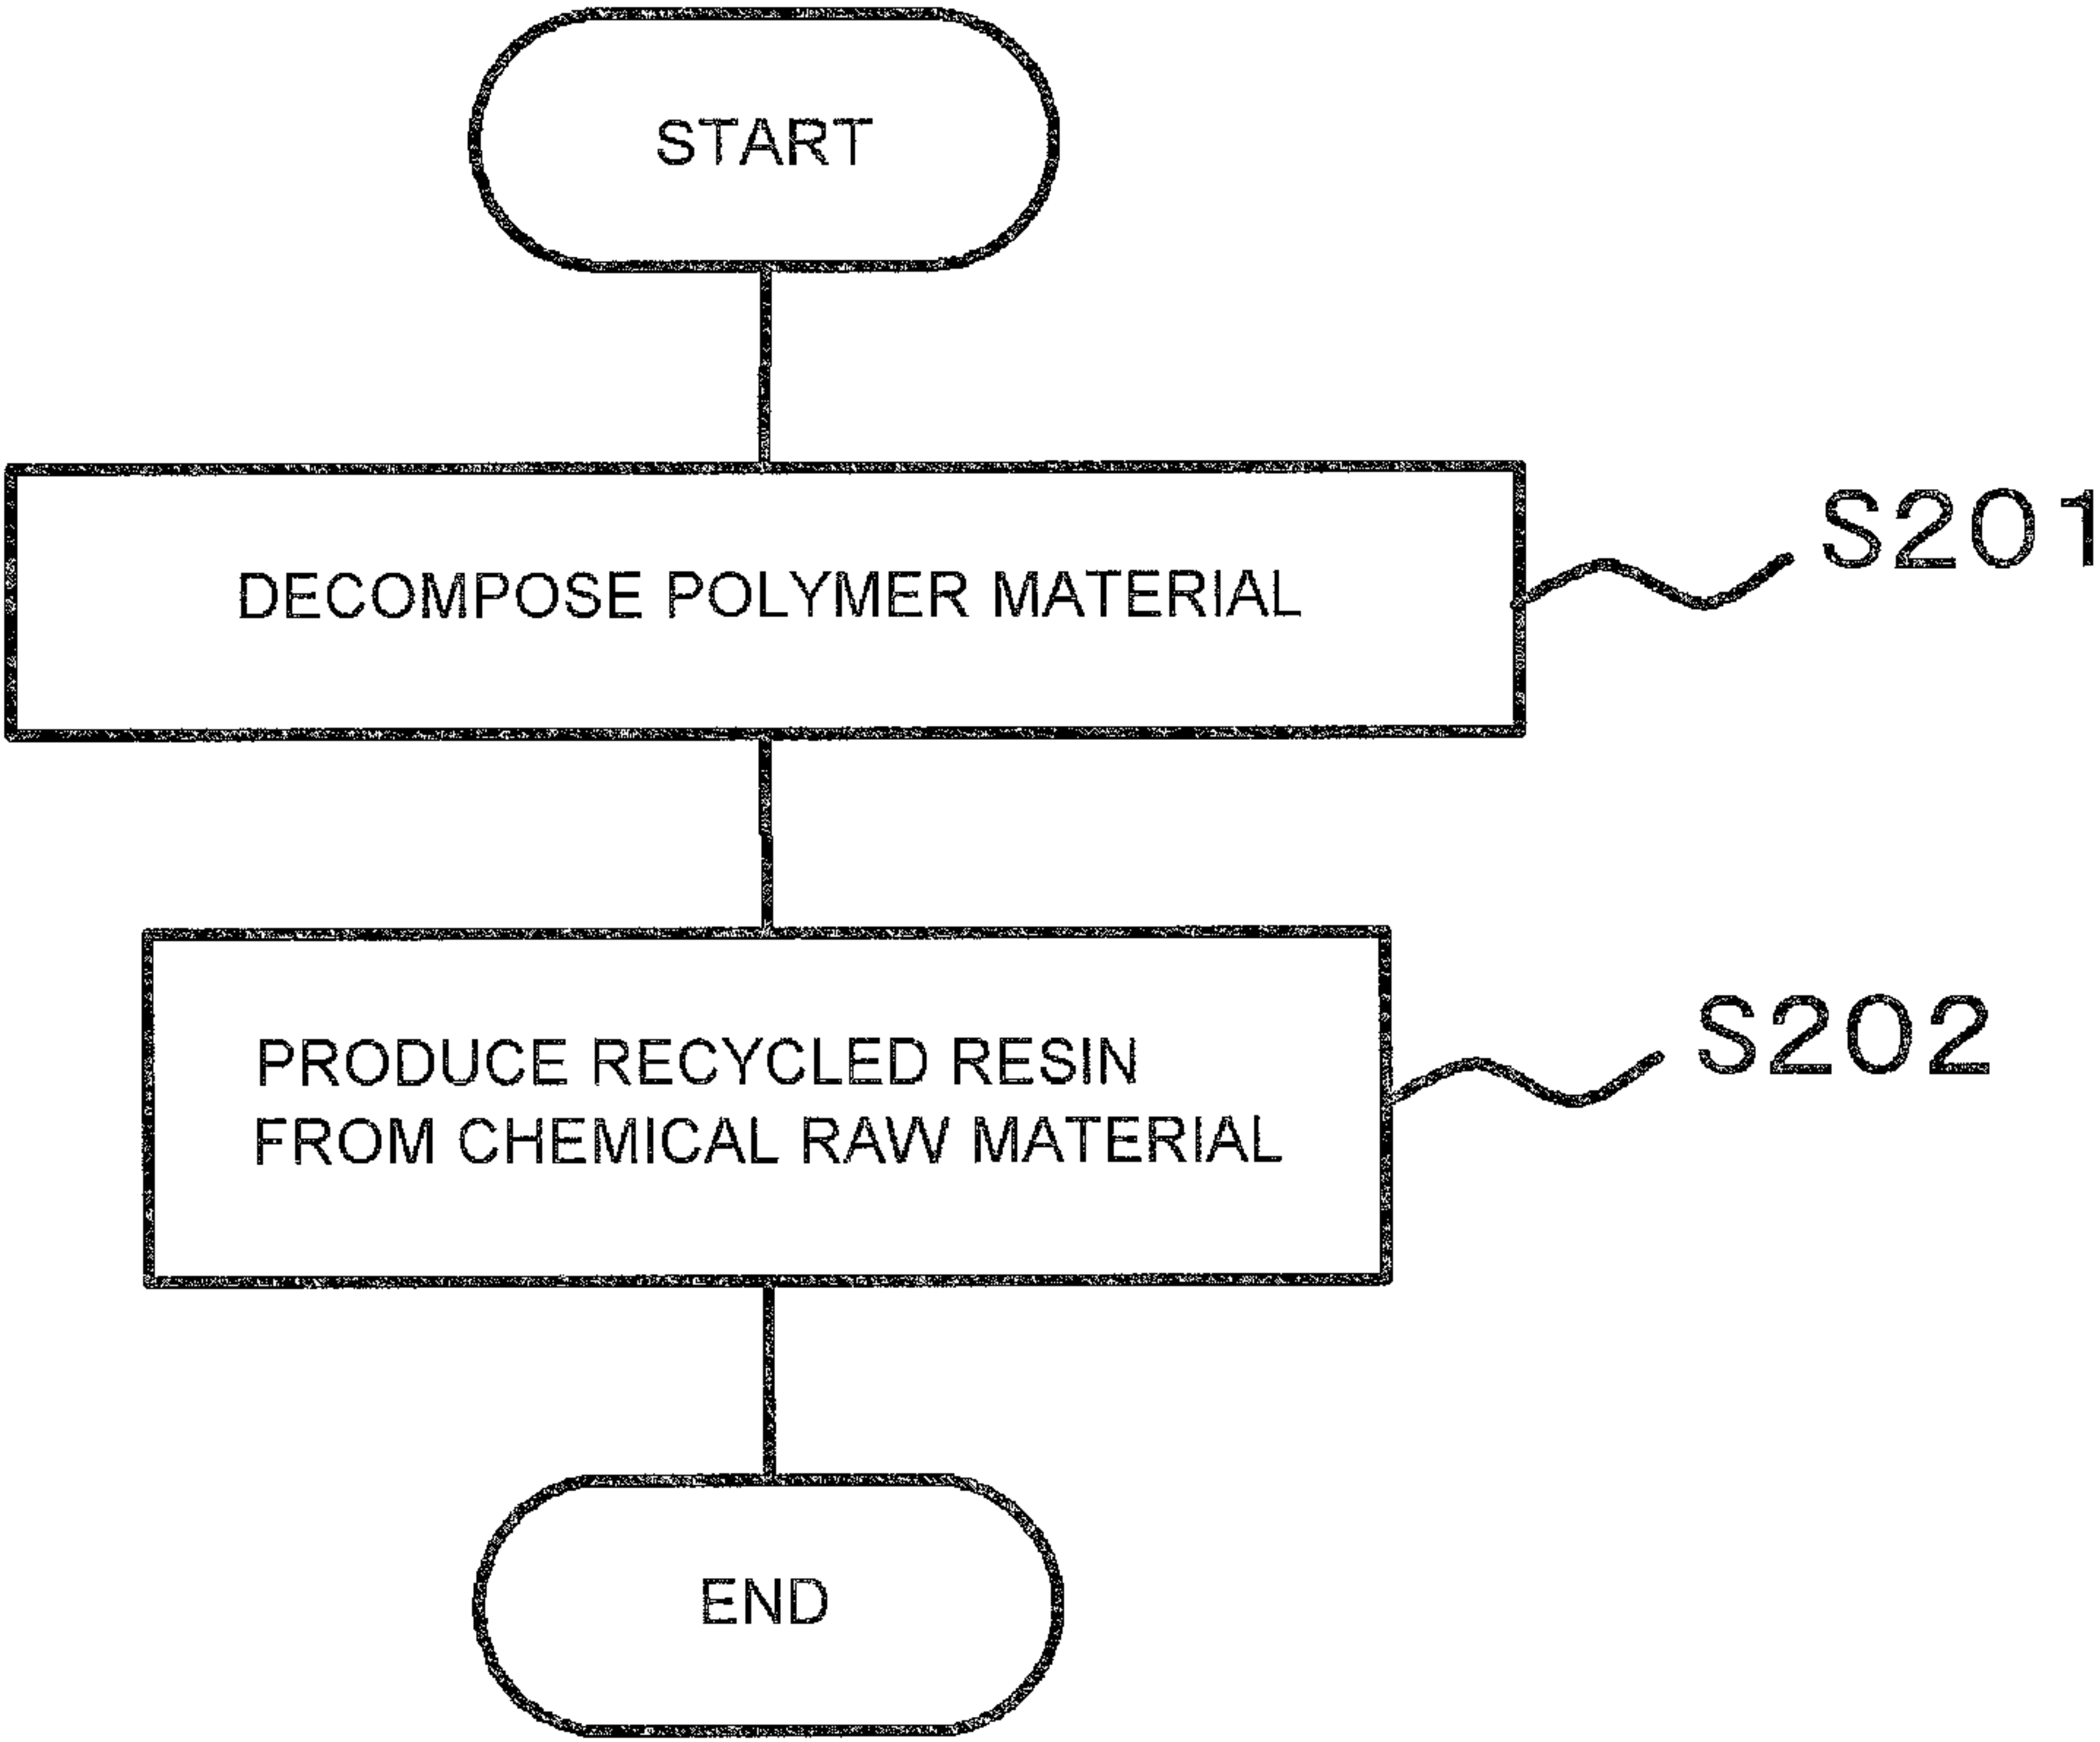 START
DECOMPOSE POLYMER MATERIAL
S201
PRODUCE RECYCLED RESIN
FROM CHEMICAL RAW MATERIAL
S202
END